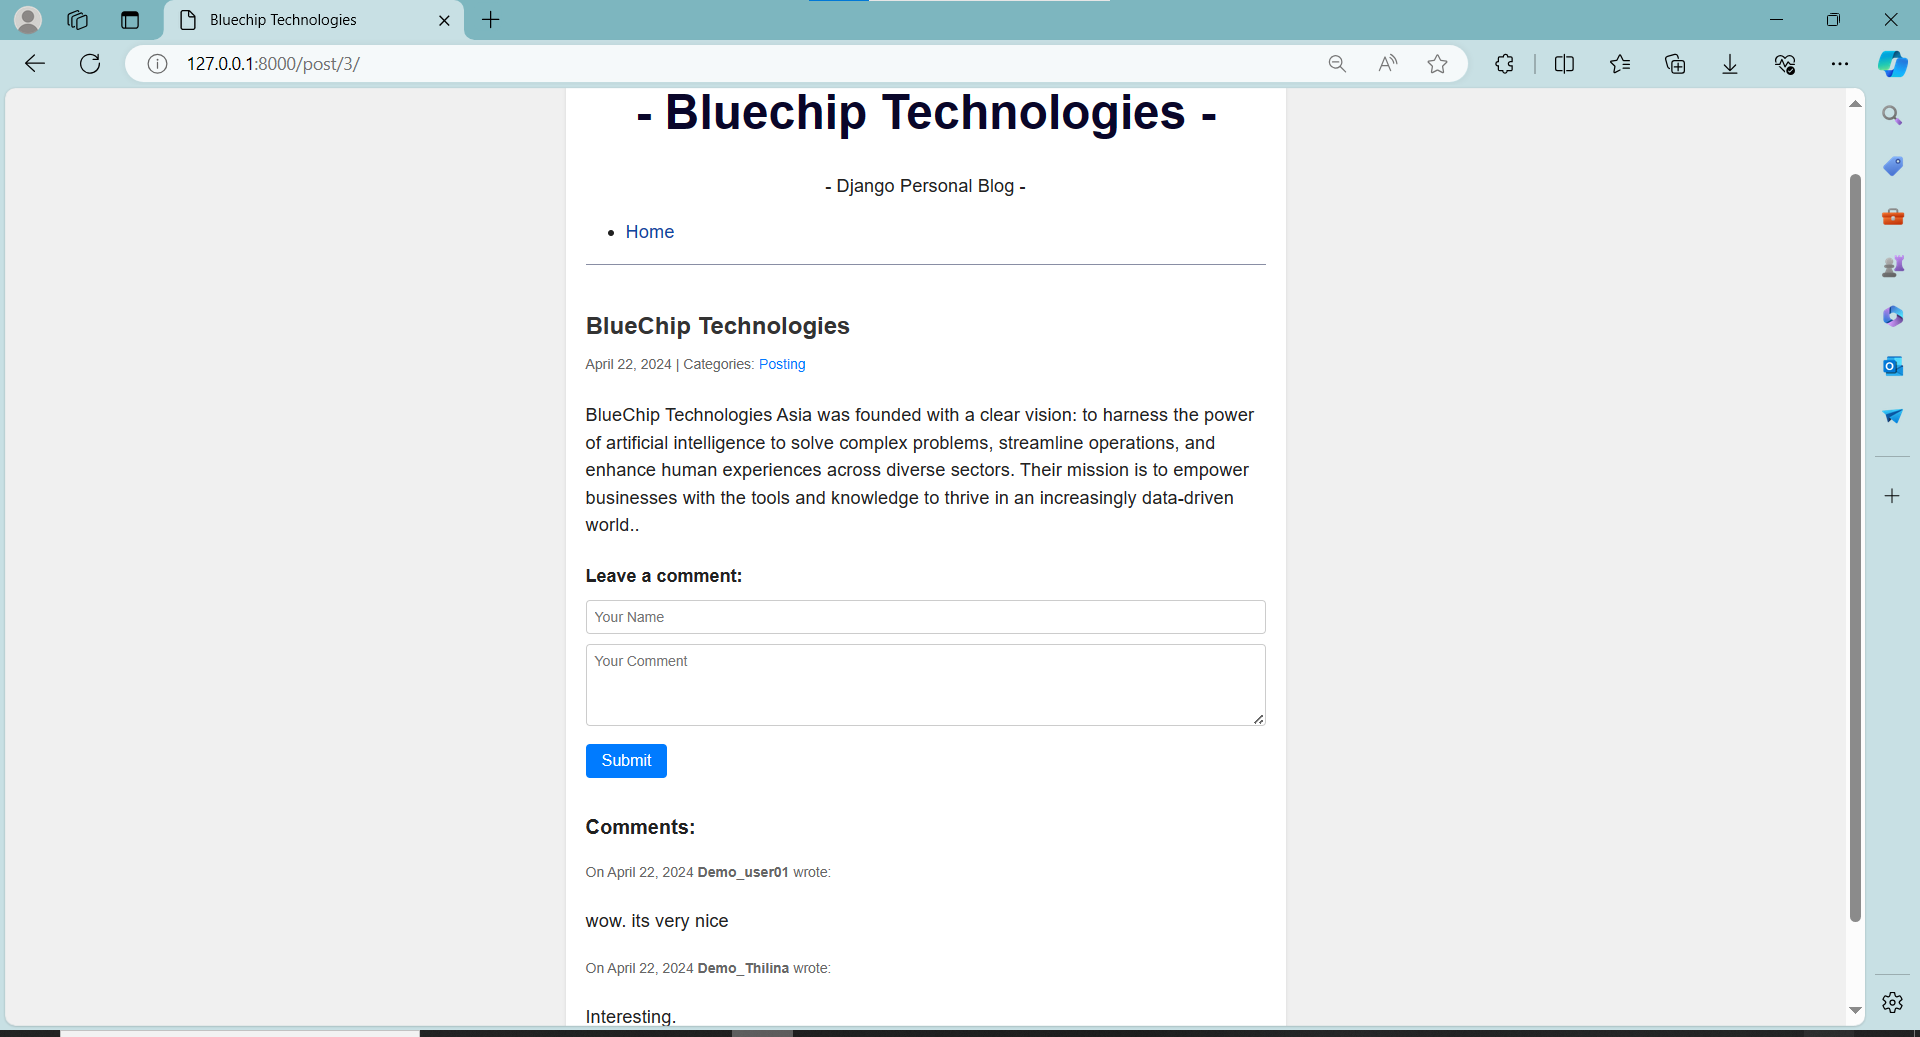 Bluechip Technologies
127.0.0.1:8000/post/3/
- Bluechip Technologies -
- Django Personal Blog -
Home
BlueChip Technologies
April 22, 2024 | Categories: Posting
BlueChip Technologies Asia was founded with a clear vision: to harness the power
of artificial intelligence to solve complex problems, streamline operations, and
enhance human experiences across diverse sectors. Their mission is to empower
businesses with the tools and knowledge to thrive in an increasingly data-driven
world..
Leave a comment:
Your Name
Your Comment
Submit
Comments:
On April 22, 2024 Demo_user01 wrote:
wow. its very nice
On April 22, 2024 Demo_Thilina wrote:
Interesting.